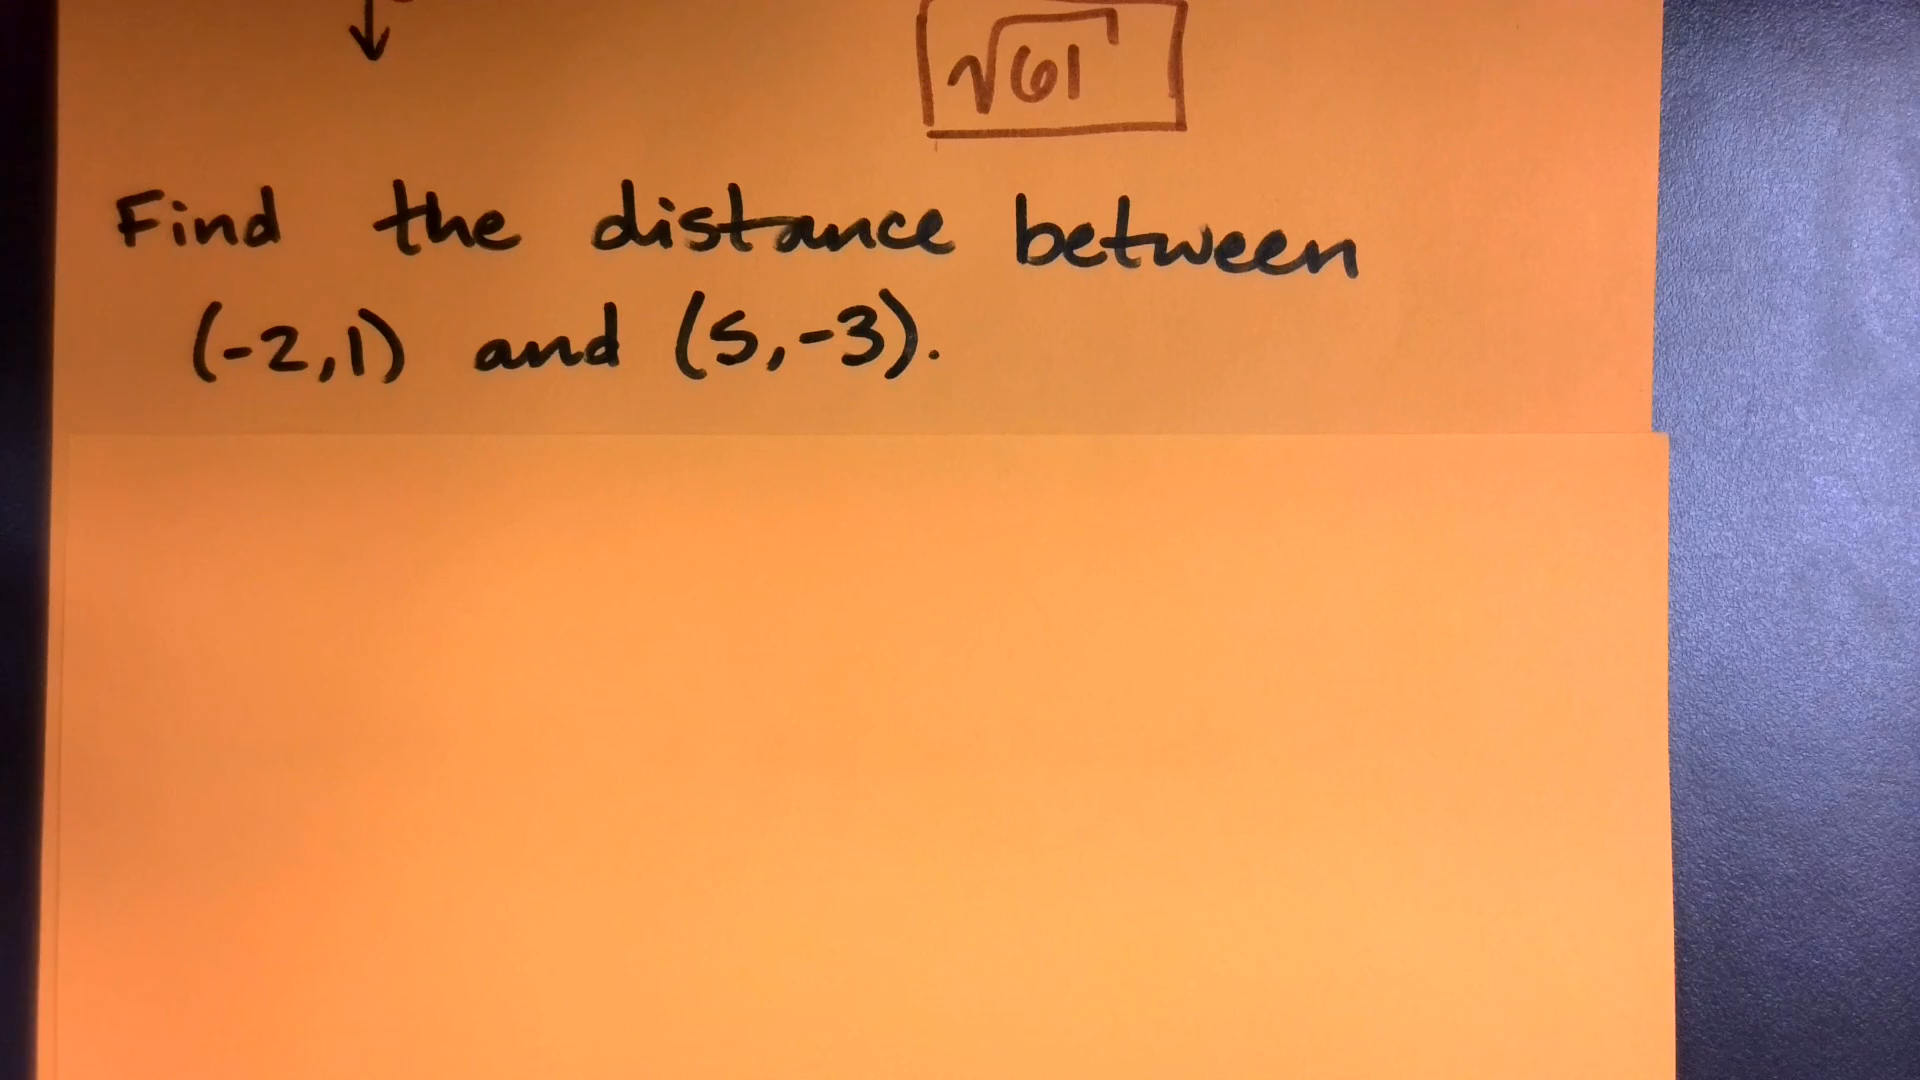 √61
Find the distance between
(-2,1) and (5,-3).